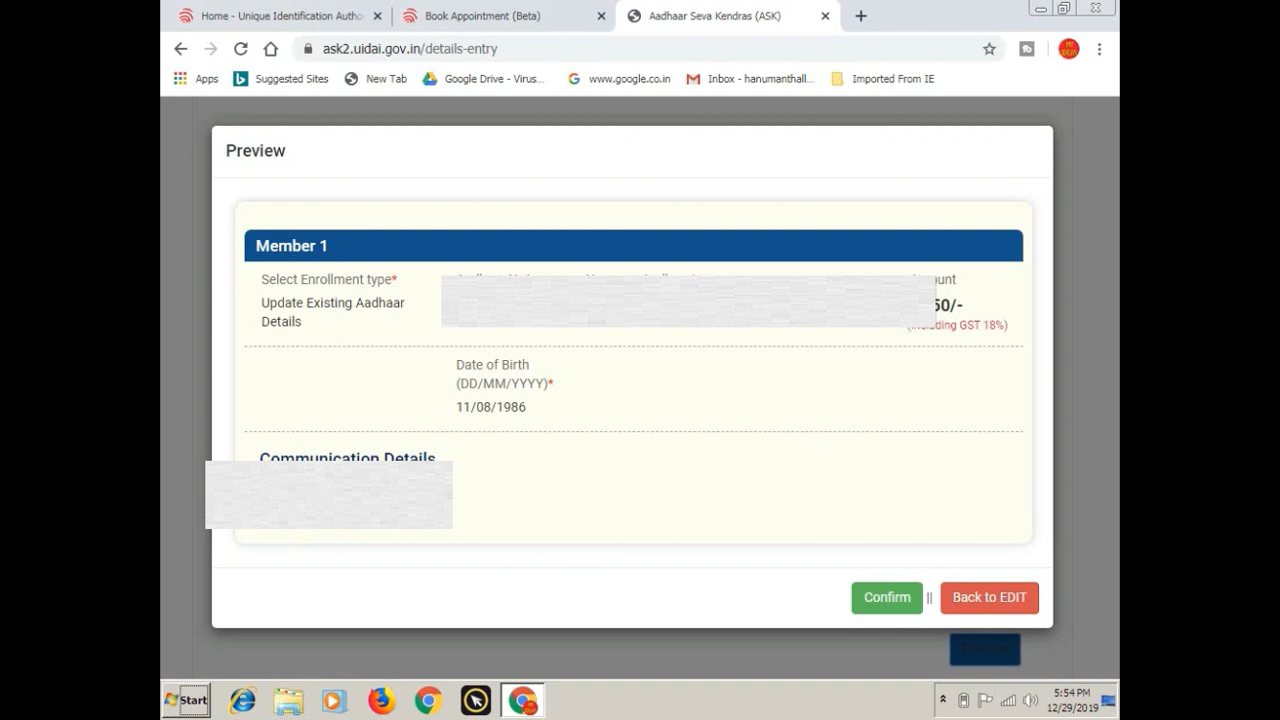 Home - Unique Identification Autho
Book Appointment (Beta)
Aadhaar Seva Kendras (ASK)
ask2.uidai.gov.in/details-entry
Apps
Suggested Sites
New Tab
Google Drive - Virus...
www.google.co.in
Inbox - hanumanthall...
Imported From IE
Preview
Member 1
Select Enrollment type*
Update Existing Aadhaar
Details
50/-
GST 18%)
Date of Birth
(DD/MM/YYYY)*
11/08/1986
Communication Details
Confirm || Back to EDIT
Start
5:54 PM
12/29/2019